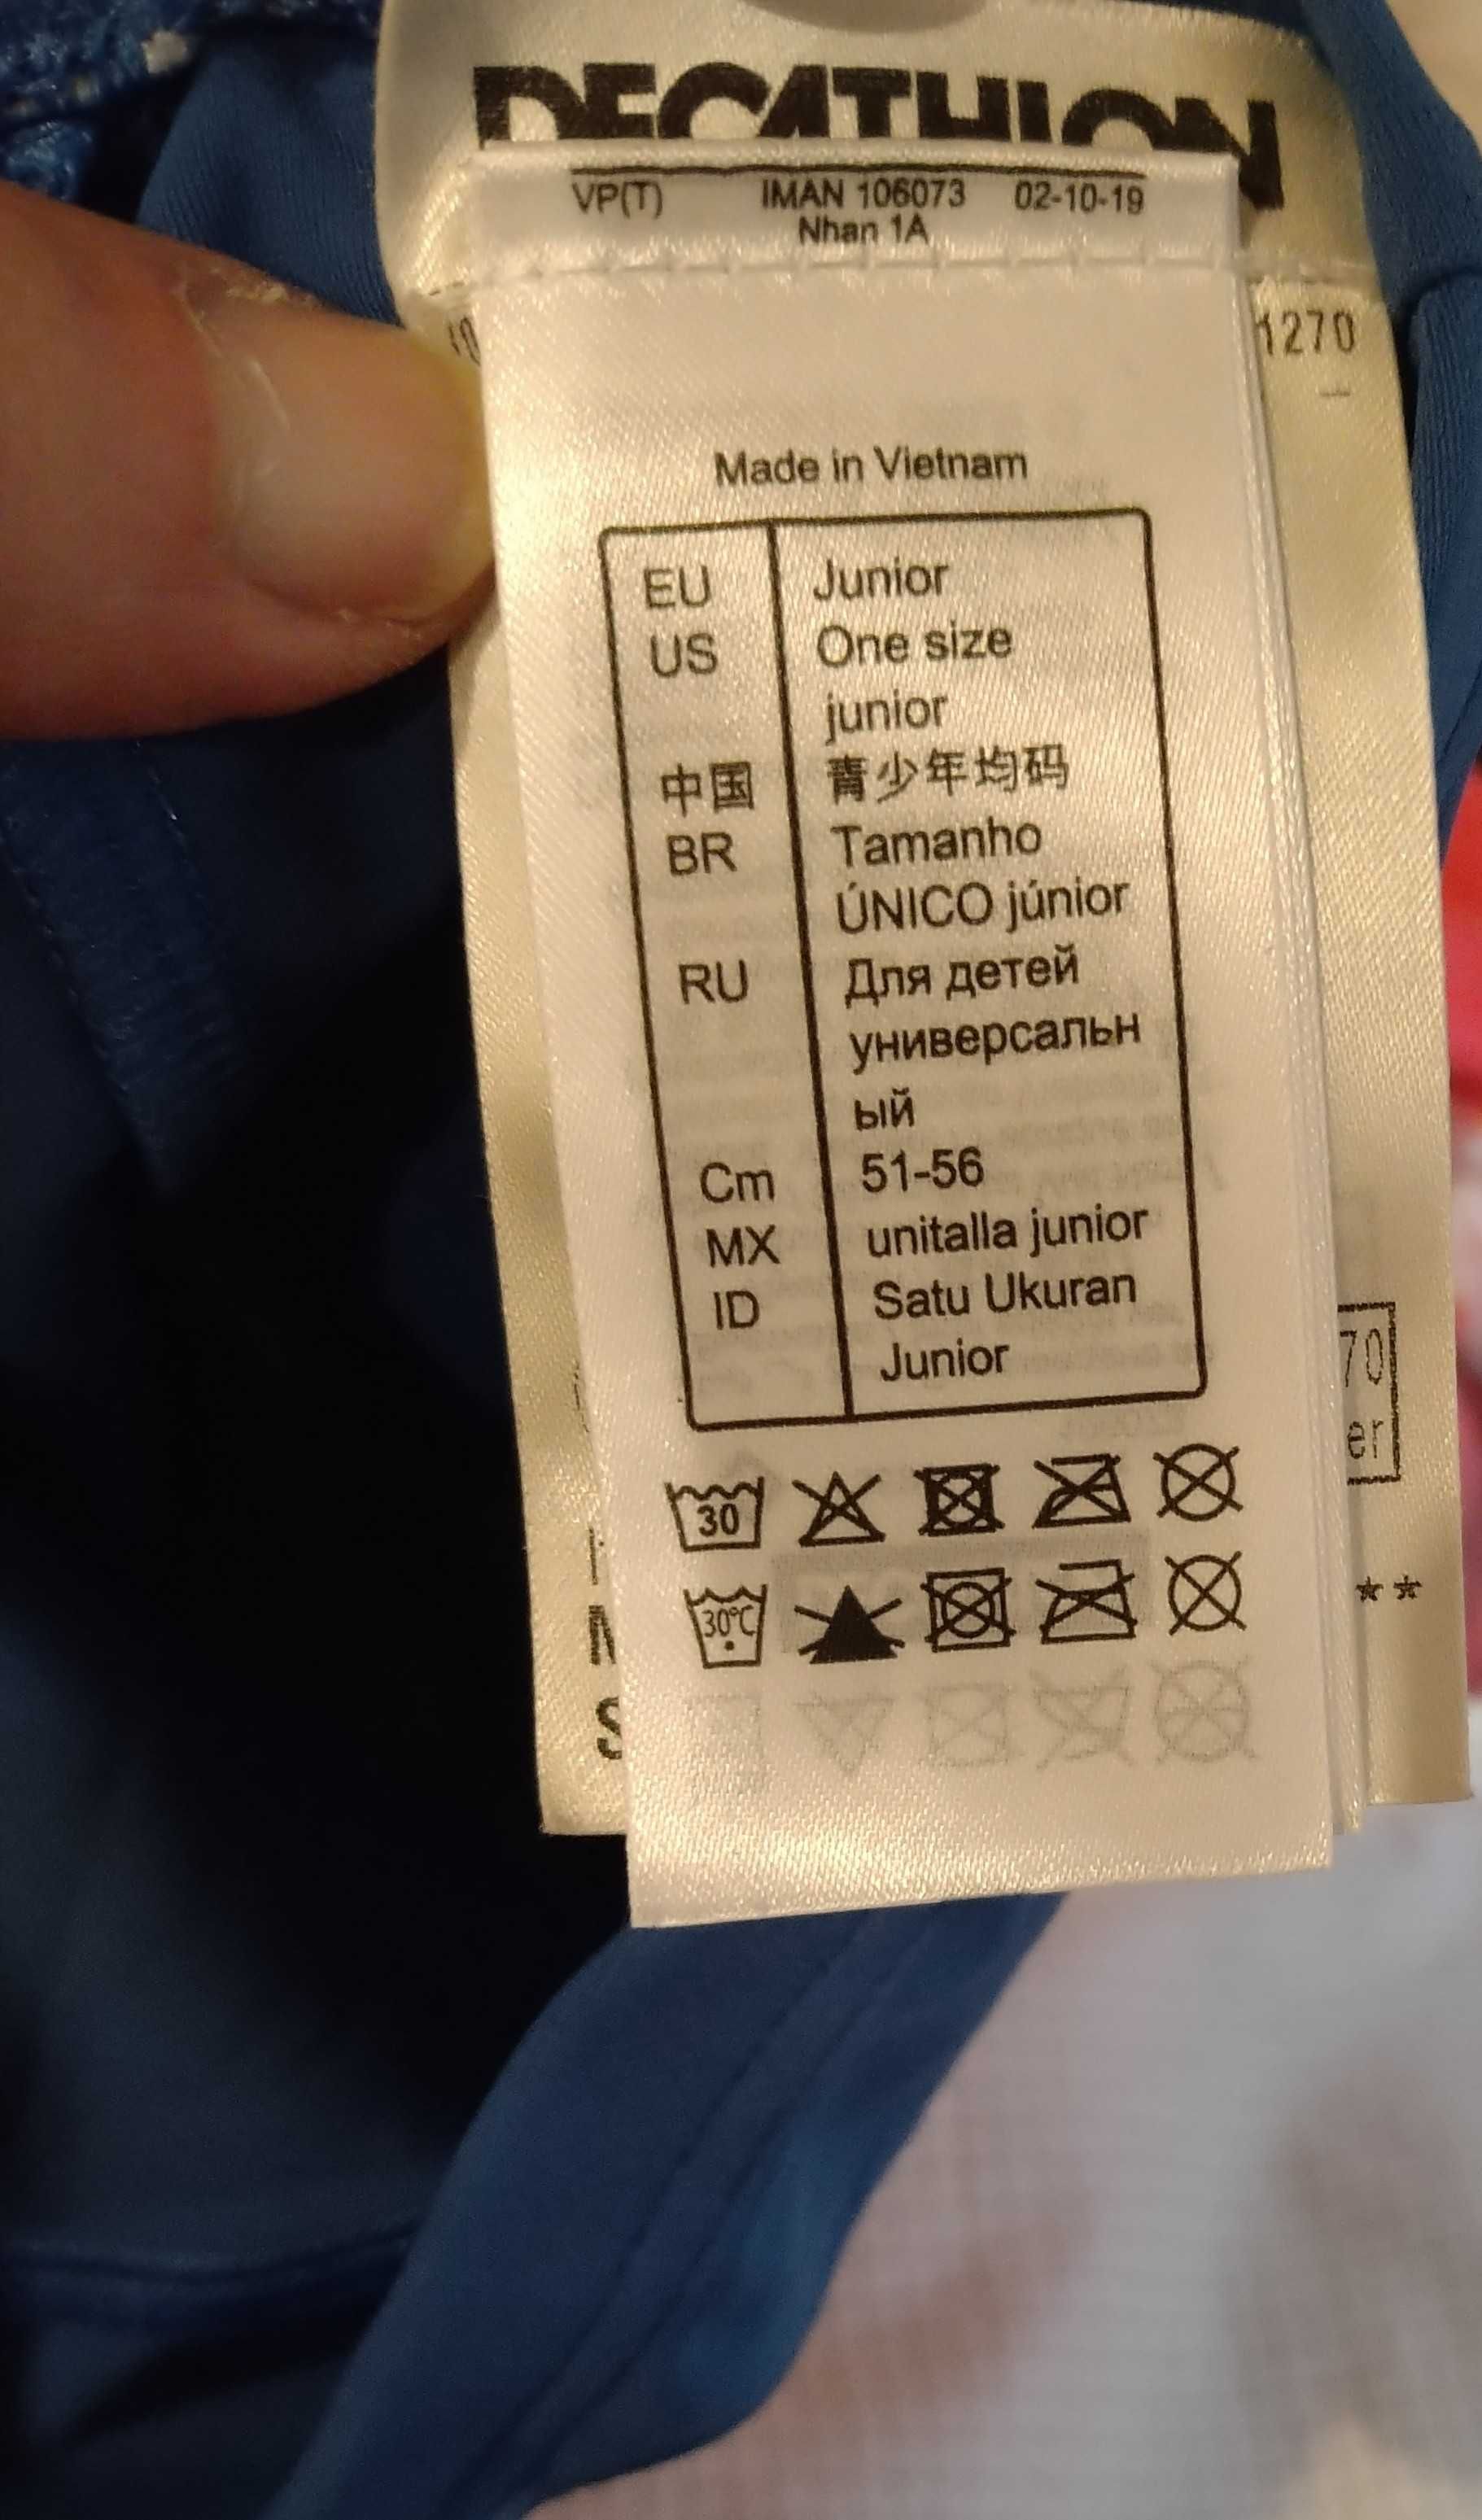 DECATHLON
VP(T) IMAN 106073 02-10-19
Nhan 1A
1270
Made in Vietnam
EU Junior
US One size
junior
中国 青少年均码
BR Tamanho
ÚNICO júnior
RU Для детей
универсальн
ый
Cm 51-56
MX unitalla junior
ID Satu Ukuran
Junior
70
er
30
30°C
**
M
S